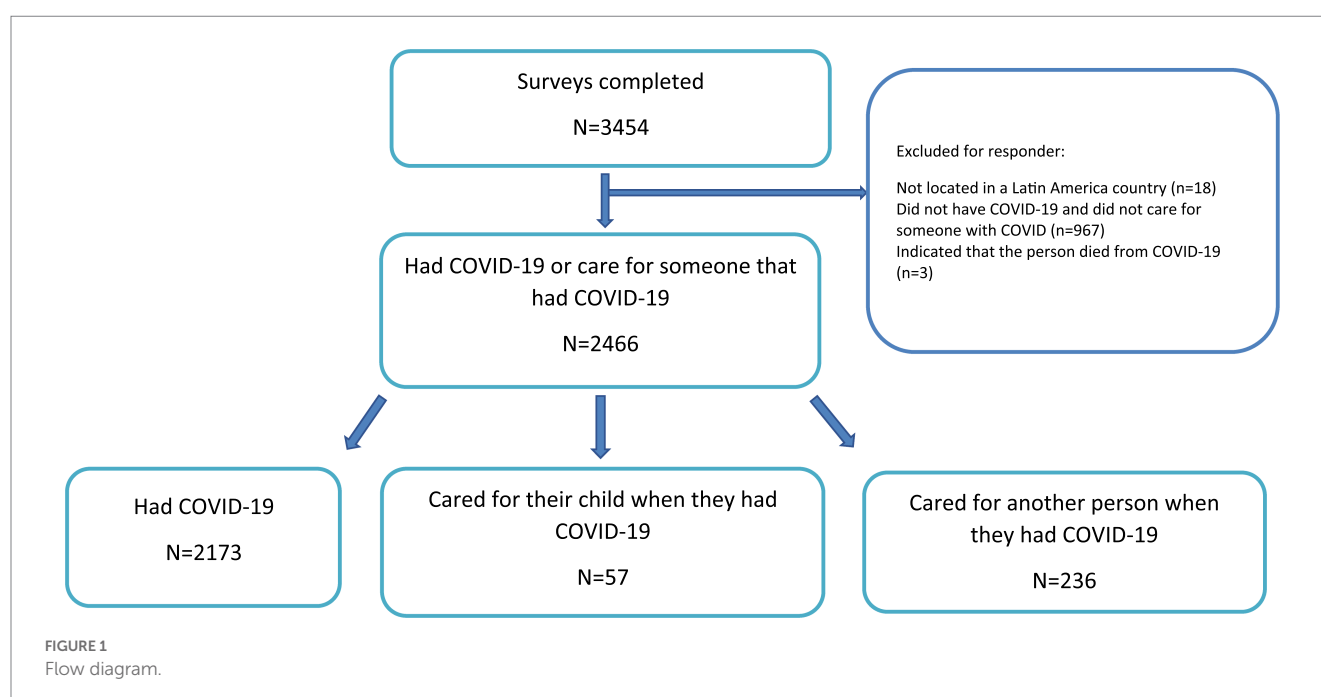 Surveys completed
N=3454
Excluded for responder:
Not located in a Latin America country (n=18)
Did not have COVID-19 and did not care for
someone with COVID (n=967)
Indicated that the person died from COVID-19
(n=3)
Had COVID-19 or care for someone that
had COVID-19
N=2466
Had COVID-19
N=2173
Cared for their child when they had
COVID-19
N=57
Cared for another person when
they had COVID-19
N=236
FIGURE 1
Flow diagram.